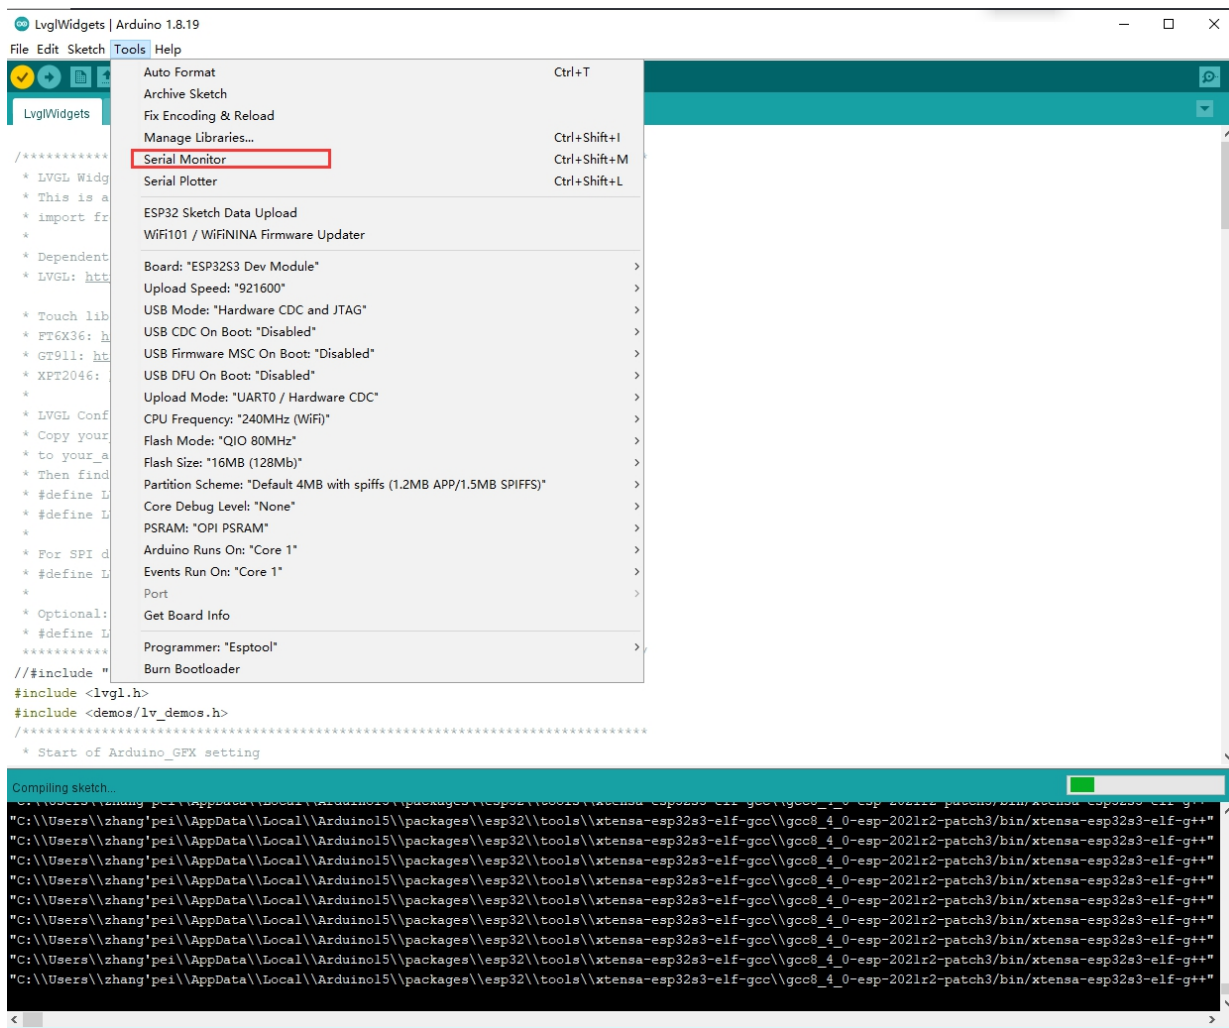 LvglWidgets | Arduino 1.8.19
File Edit Sketch Tools Help
Auto Format Ctrl+T
Archive Sketch
Fix Encoding & Reload
Manage Libraries... Ctrl+Shift+I
Serial Monitor Ctrl+Shift+M
Serial Plotter Ctrl+Shift+L
ESP32 Sketch Data Upload
WiFi101 / WiFiNINA Firmware Updater
Board: "ESP32S3 Dev Module"
Upload Speed: "921600"
USB Mode: "Hardware CDC and JTAG"
USB CDC On Boot: "Disabled"
USB Firmware MSC On Boot: "Disabled"
USB DFU On Boot: "Disabled"
Upload Mode: "UART0 / Hardware CDC"
CPU Frequency: "240MHz (WiFi)"
Flash Mode: "QIO 80MHz"
Flash Size: "16MB (128Mb)"
Partition Scheme: "Default 4MB with spiffs (1.2MB APP/1.5MB SPIFFS)"
Core Debug Level: "None"
PSRAM: "OPI PSRAM"
Arduino Runs On: "Core 1"
Events Run On: "Core 1"
Port
Get Board Info
Programmer: "Esptool"
Burn Bootloader
LvglWidgets
/***********
* LVGL Widg
* This is a
* import fr
*
* Dependent
* LVGL: htt
* Touch lib
* FT6X36: h
* GT911: ht
* XPT2046:
*
* LVGL Conf
* Copy your
* to your_a
* Then find
* #define L
* #define L
*
* For SPI d
* #define L
*
* Optional:
* #define L
***********
//#include "
#include <lvgl.h>
#include <demos/lv_demos.h>
/*******************************************************************************
* Start of Arduino_GFX setting
Compiling sketch...
"C:\\Users\\zhang'pei\\AppData\\Local\\Arduino15\\packages\\esp32\\tools\\xtensa-esp32s3-elf-gcc\\gcc8_4_0-esp-2021r2-patch3/bin/xtensa-esp32s3-elf-g++"
"C:\\Users\\zhang'pei\\AppData\\Local\\Arduino15\\packages\\esp32\\tools\\xtensa-esp32s3-elf-gcc\\gcc8_4_0-esp-2021r2-patch3/bin/xtensa-esp32s3-elf-g++"
"C:\\Users\\zhang'pei\\AppData\\Local\\Arduino15\\packages\\esp32\\tools\\xtensa-esp32s3-elf-gcc\\gcc8_4_0-esp-2021r2-patch3/bin/xtensa-esp32s3-elf-g++"
"C:\\Users\\zhang'pei\\AppData\\Local\\Arduino15\\packages\\esp32\\tools\\xtensa-esp32s3-elf-gcc\\gcc8_4_0-esp-2021r2-patch3/bin/xtensa-esp32s3-elf-g++"
"C:\\Users\\zhang'pei\\AppData\\Local\\Arduino15\\packages\\esp32\\tools\\xtensa-esp32s3-elf-gcc\\gcc8_4_0-esp-2021r2-patch3/bin/xtensa-esp32s3-elf-g++"
"C:\\Users\\zhang'pei\\AppData\\Local\\Arduino15\\packages\\esp32\\tools\\xtensa-esp32s3-elf-gcc\\gcc8_4_0-esp-2021r2-patch3/bin/xtensa-esp32s3-elf-g++"
"C:\\Users\\zhang'pei\\AppData\\Local\\Arduino15\\packages\\esp32\\tools\\xtensa-esp32s3-elf-gcc\\gcc8_4_0-esp-2021r2-patch3/bin/xtensa-esp32s3-elf-g++"
"C:\\Users\\zhang'pei\\AppData\\Local\\Arduino15\\packages\\esp32\\tools\\xtensa-esp32s3-elf-gcc\\gcc8_4_0-esp-2021r2-patch3/bin/xtensa-esp32s3-elf-g++"
"C:\\Users\\zhang'pei\\AppData\\Local\\Arduino15\\packages\\esp32\\tools\\xtensa-esp32s3-elf-gcc\\gcc8_4_0-esp-2021r2-patch3/bin/xtensa-esp32s3-elf-g++"